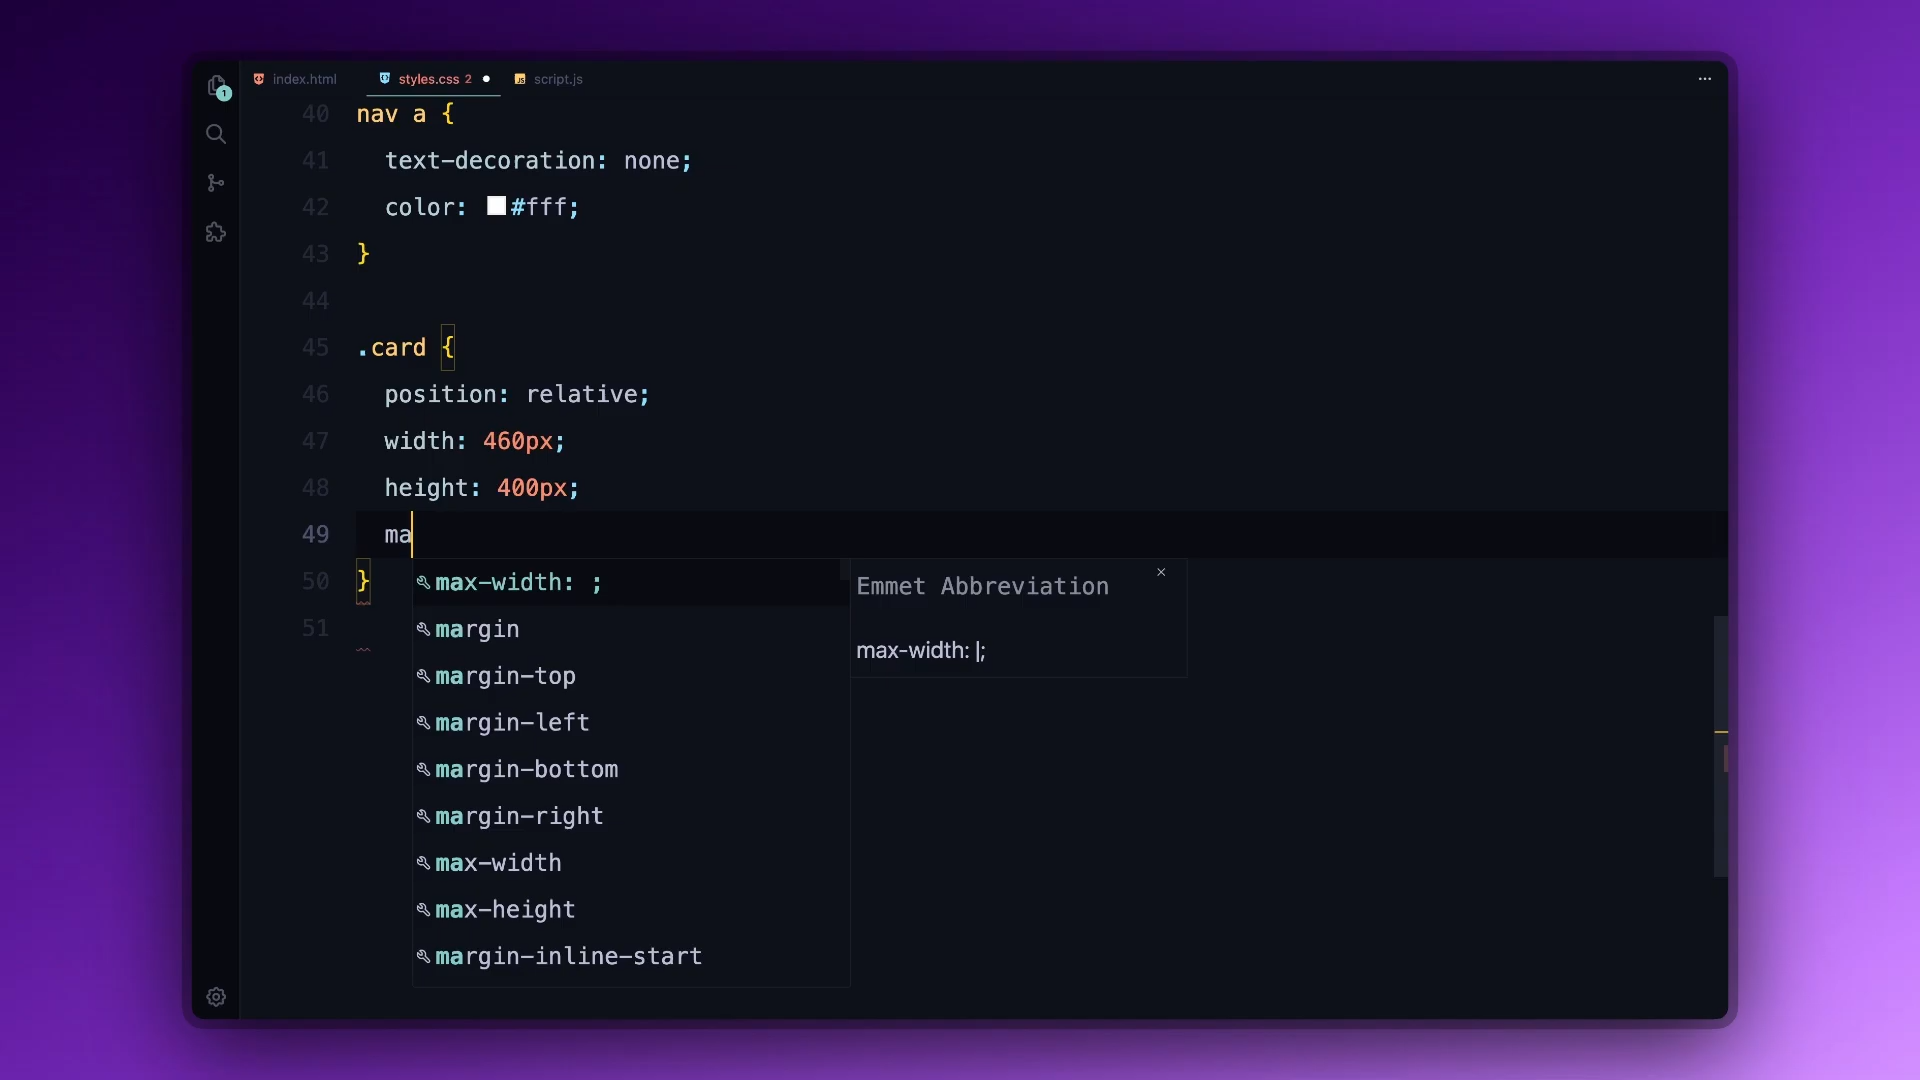 1
index.html
styles.css 2
JS script.js
40 nav a {
41 text-decoration: none;
42 color: #fff;
43 }
44
45 .card {
46 position: relative;
47 width: 460px;
48 height: 400px;
49 ma
50 }
51
max-width: ;
margin
margin-top
margin-left
margin-bottom
margin-right
max-width
max-height
margin-inline-start
Emmet Abbreviation
max-width: |;